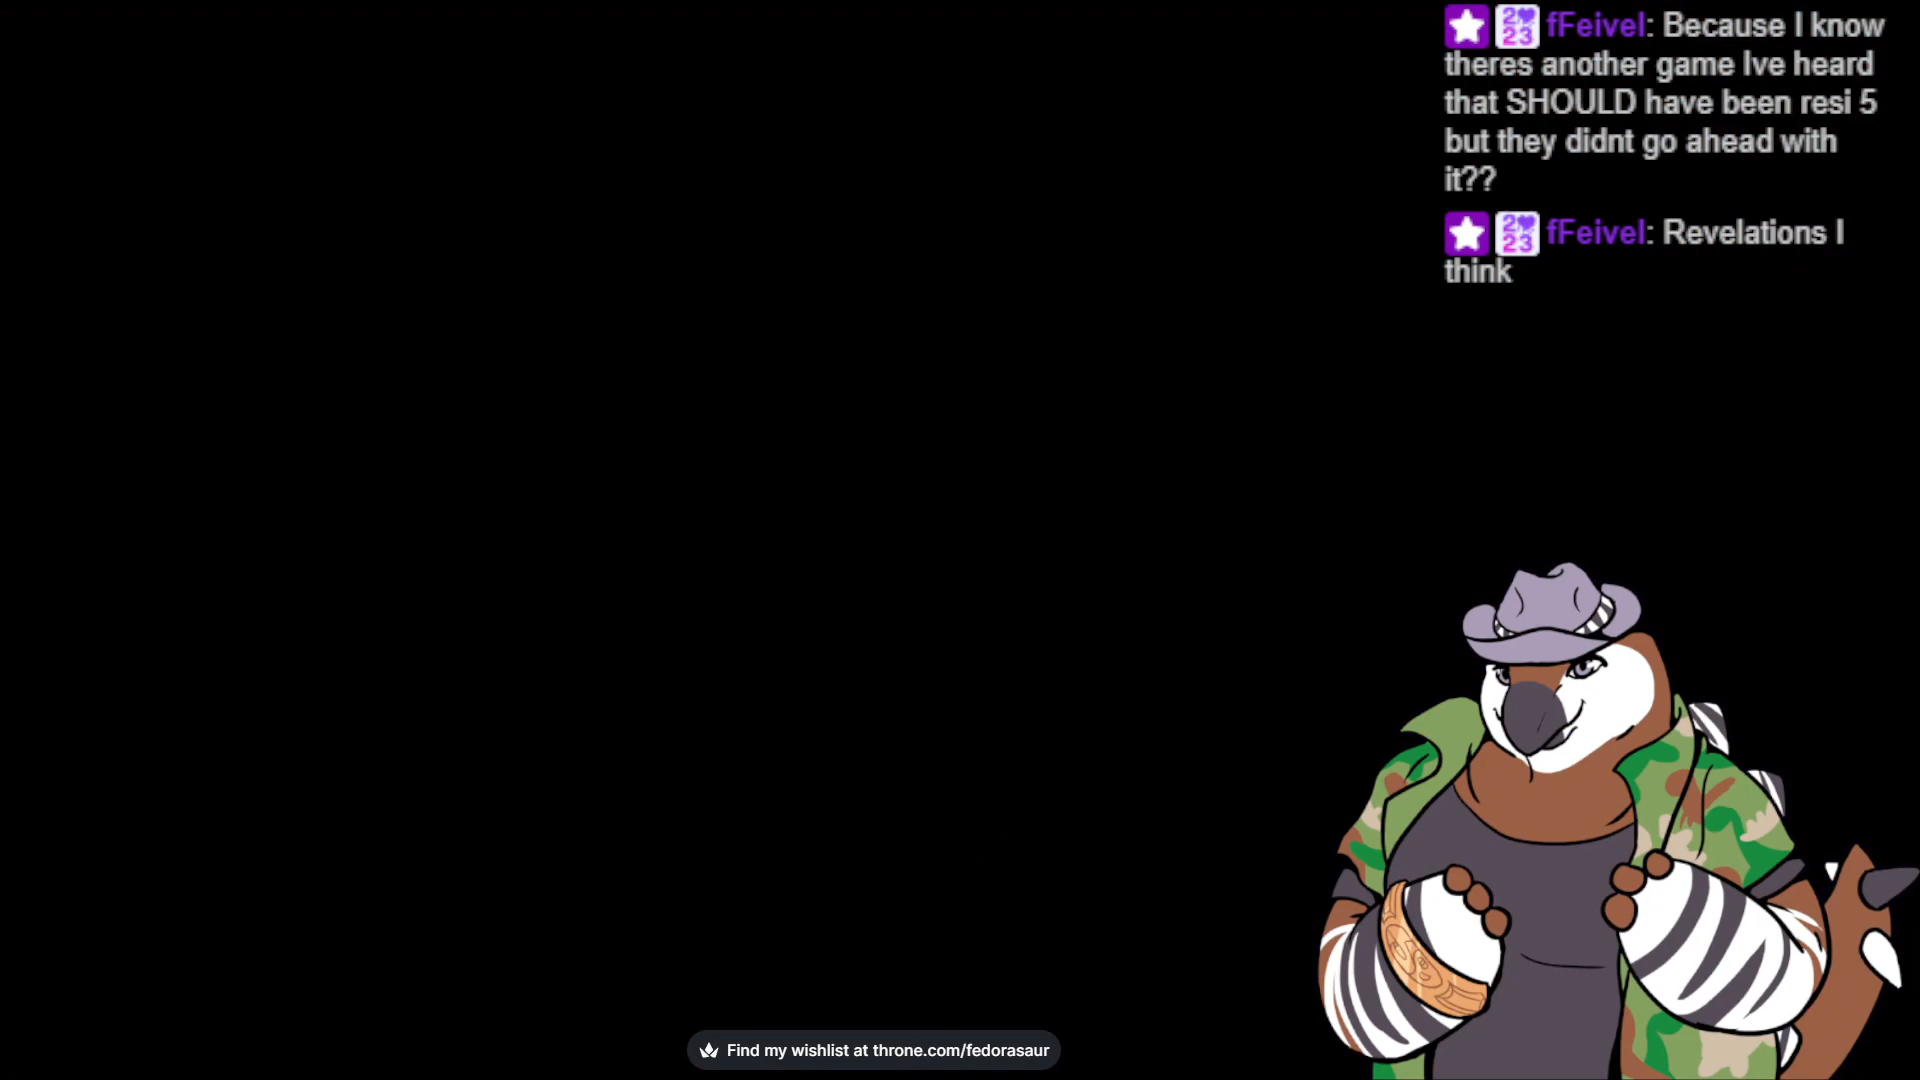 fFeivel: Because I know
theres another game Ive heard
that SHOULD have been resi 5
but they didnt go ahead with
it??
fFeivel: Revelations I
think
Find my wishlist at throne.com/fedorasaur